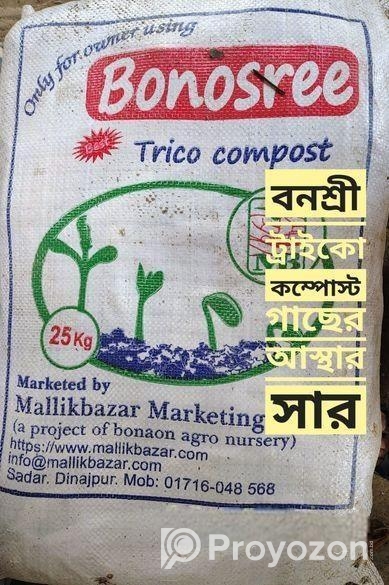 Only for owner using
Bonosree
Best
Trico compost
বনশ্রী
ট্রাইকো
কম্পোস্ট
গাছের
আস্থার
সার
25Kg
Marketed by
Mallikbazar Marketing
(a project of bonaon agro nursery)
https://www.mallikbazar.com
info@mallikbazar.com
Sadar, Dinajpur. Mob: 01716-048 568
Proyozon